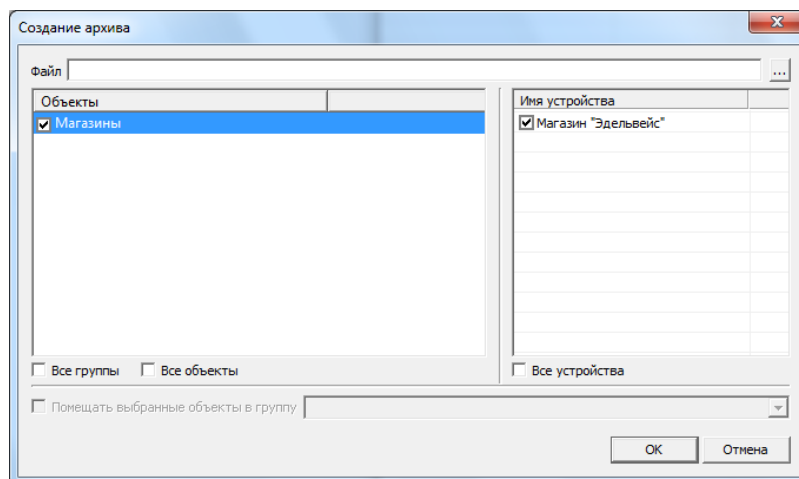 Создание архива
Файл
...
Объекты
Имя устройства
Магазины
Магазин "Эдельвейс"
Все группы
Все объекты
Все устройства
Помещать выбранные объекты в группу
OK
Отмена